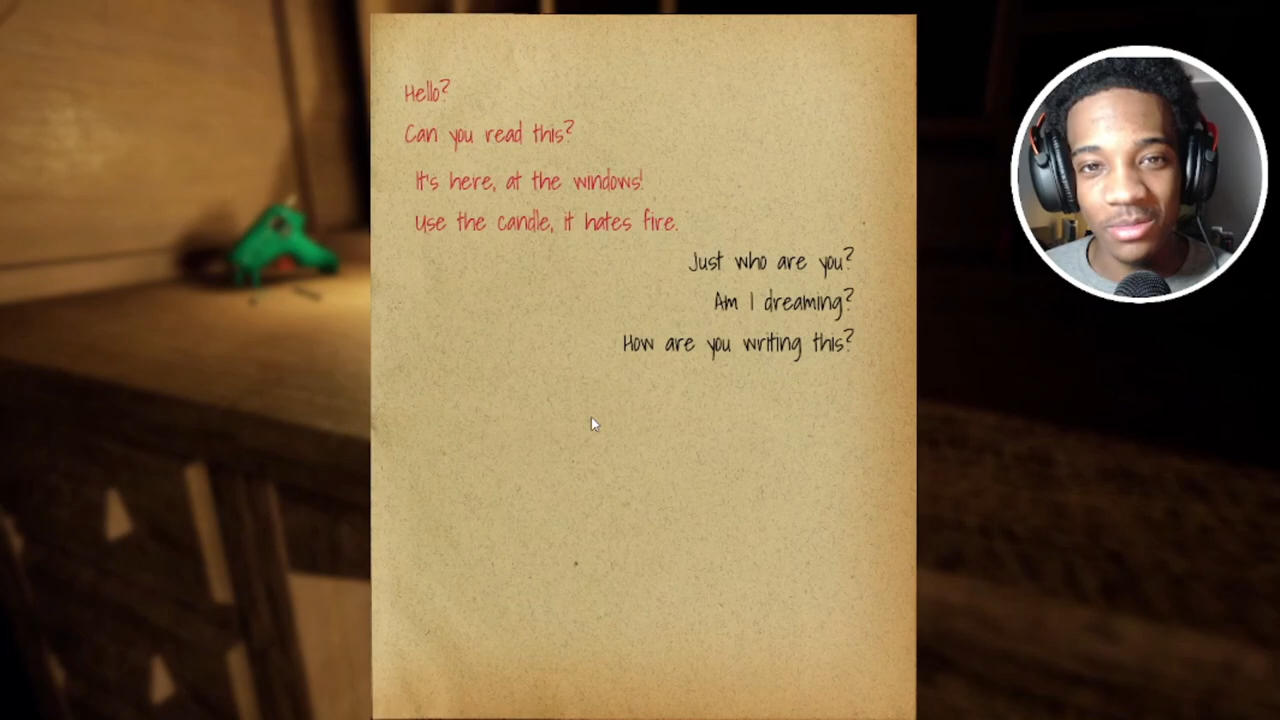 Hello?
Can you read this?
It's here, at the windows!
Use the candle, it hates fire.
Just who are you?
Am I dreaming?
How are you writing this?